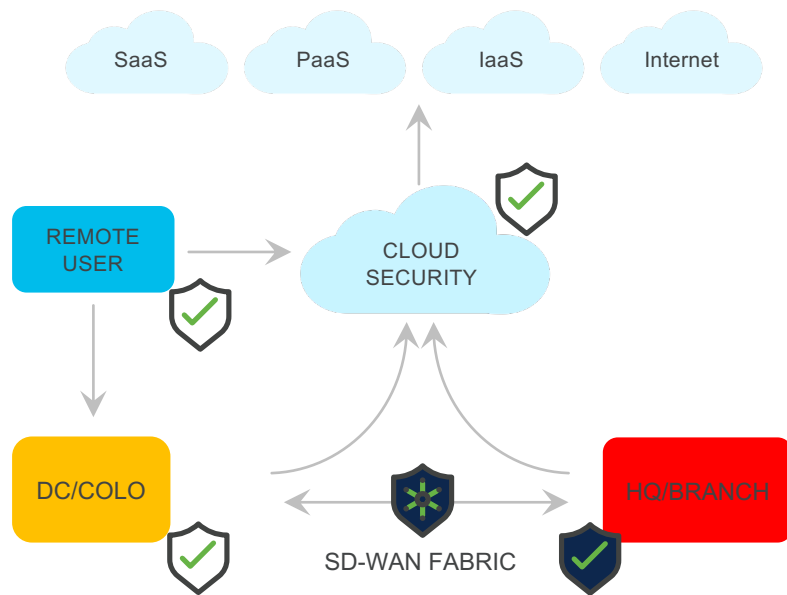 SaaS
PaaS
IaaS
Internet
REMOTE
USER
CLOUD
SECURITY
DC/COLO
HQ/BRANCH
SD-WAN FABRIC